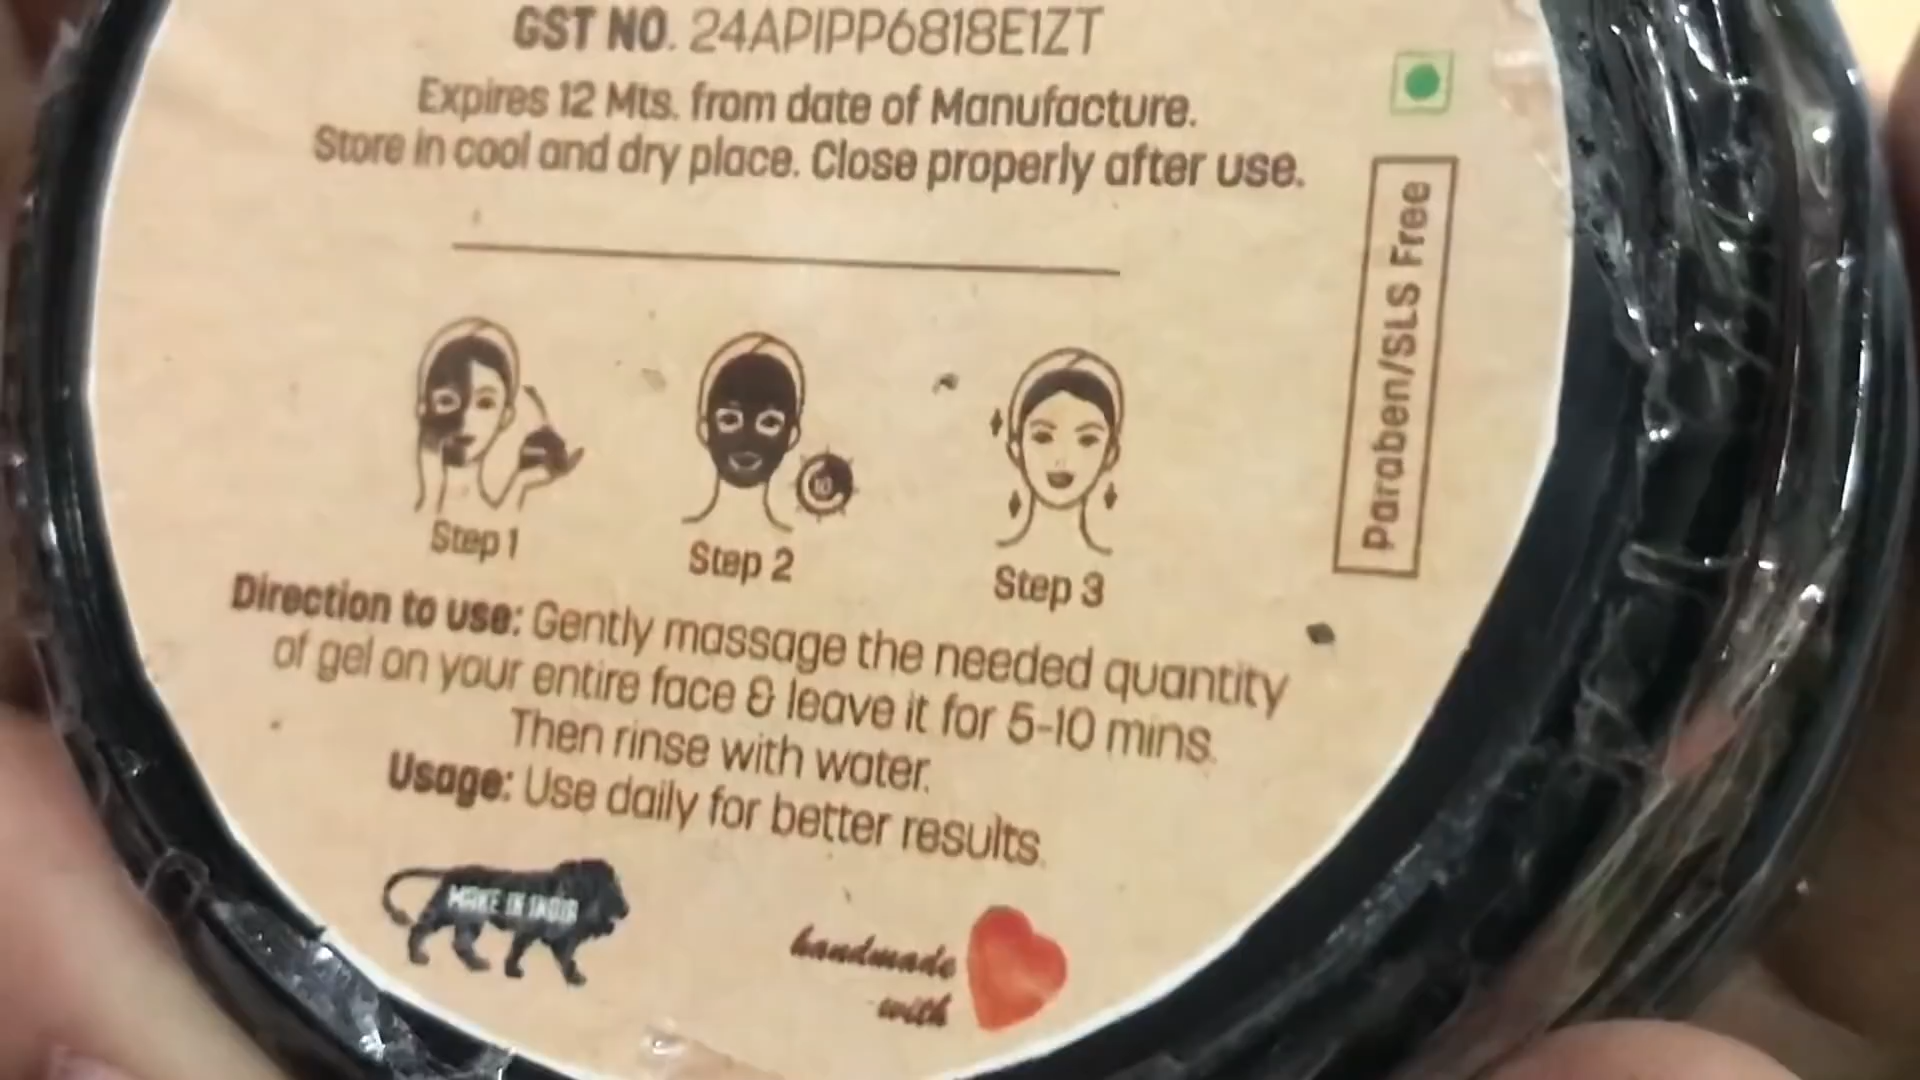 GST NO. 24APIPP6818E1ZT
Expires 12 Mts. from date of Manufacture.
Store in cool and dry place. Close properly after use.
Paraben/SLS Free
10
Step 1
Step 2
Step 3
Direction to use: Gently massage the needed quantity
of gel on your entire face & leave it for 5-10 mins.
Then rinse with water.
Usage: Use daily for better results.
MAKE IN INDIA
handmade
with